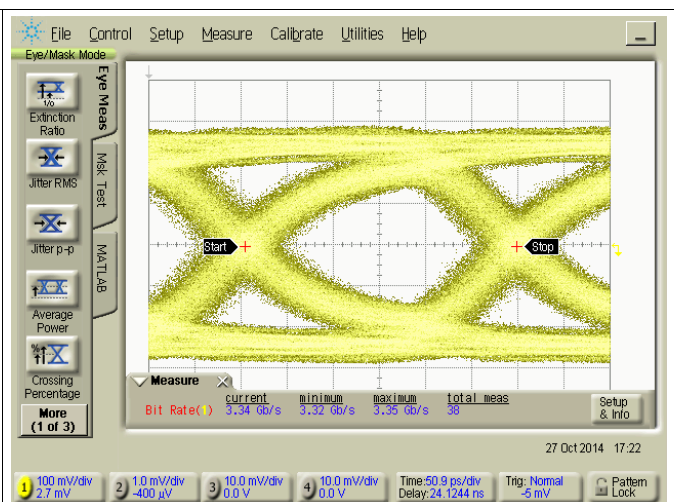 File Control Setup Measure Calibrate Utilities Help
Eye/Mask Mode
Eye Meas
Msk Test
MATLAB
1/0
Extinction
Ratio
Jitter RMS
Jitter p-p
Average
Power
%
Crossing
Percentage
More
(1 of 3)
Start
Stop
Measure
current minimum maximum total meas
Bit Rate(1) 3.34 Gb/s 3.32 Gb/s 3.35 Gb/s 38
Setup
& Info
27 Oct 2014 17:22
1 100 mV/div
2.7 mV
2 1.0 mV/div
-400 µV
3 10.0 mV/div
0.0 V
4 10.0 mV/div
0.0 V
Time:50.9 ps/div
Delay:24.1244 ns
Trig: Normal
-5 mV
Pattern
Lock